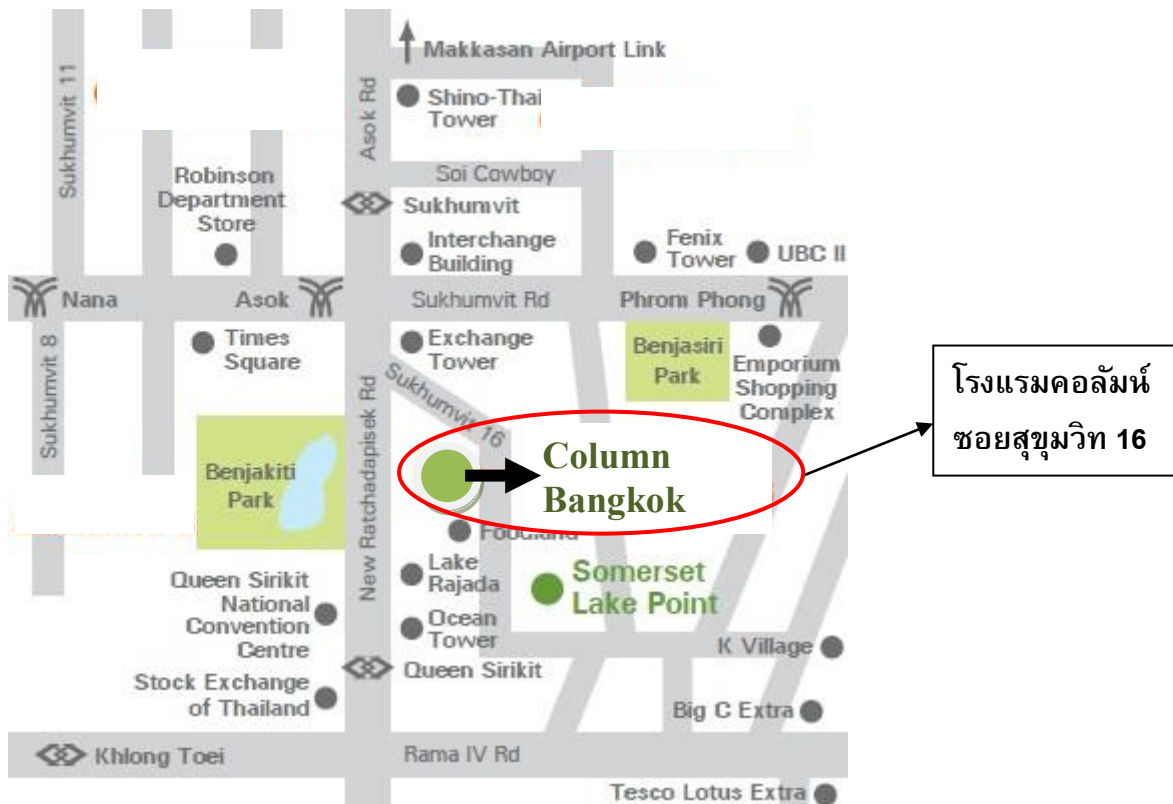 Makkasan Airport Link
Sukhumvit 11
Asok Rd
Shino-Thai
Tower
Soi Cowboy
Robinson
Department
Store
Sukhumvit
Interchange
Building
Fenix
Tower
UBC II
Nana
Asok
Sukhumvit Rd
Phrom Phong
Sukhumvit 8
Times
Square
Exchange
Tower
Benjasiri
Park
Emporium
Shopping
Complex
Sukhumvit 16
New Ratchadapisek Rd
Benjakiti
Park
Column
Bangkok
โรงแรมคอลัมน์
ซอยสุขุมวิท 16
Foodland
Lake
Rajada
Somerset
Lake Point
Queen Sirikit
National
Convention
Centre
Ocean
Tower
K Village
Queen Sirikit
Stock Exchange
of Thailand
Big C Extra
Khlong Toei
Rama IV Rd
Tesco Lotus Extra